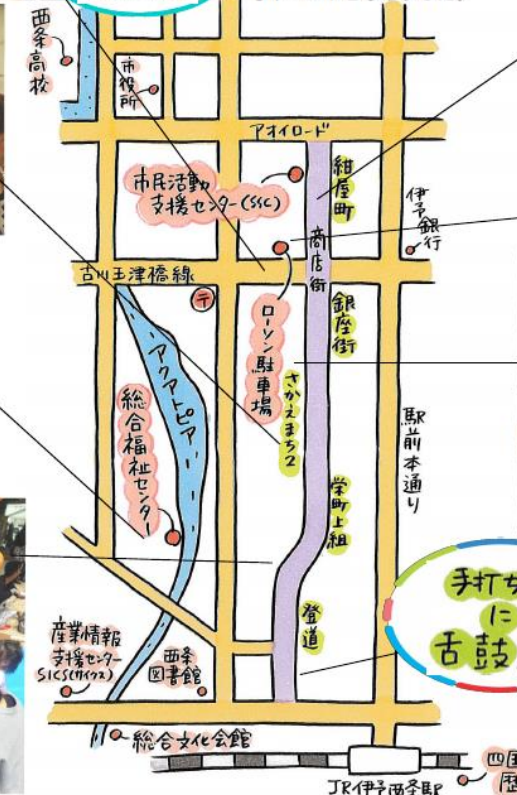 西条高校
市役所
アオイロード
市民活動
支援センター(SSC)
紺屋町
伊予銀行
商店街
古川玉津橋線
〒
銀座街
ローソン駐車場
アクアトピア
さかえまち2
総合福祉センター
駅前本通り
栄町上組
手打ち
に
舌鼓
登道
産業情報
支援センター
SICS(サイクス)
西条
図書館
総合文化会館
JR伊予西条駅
四国
歴